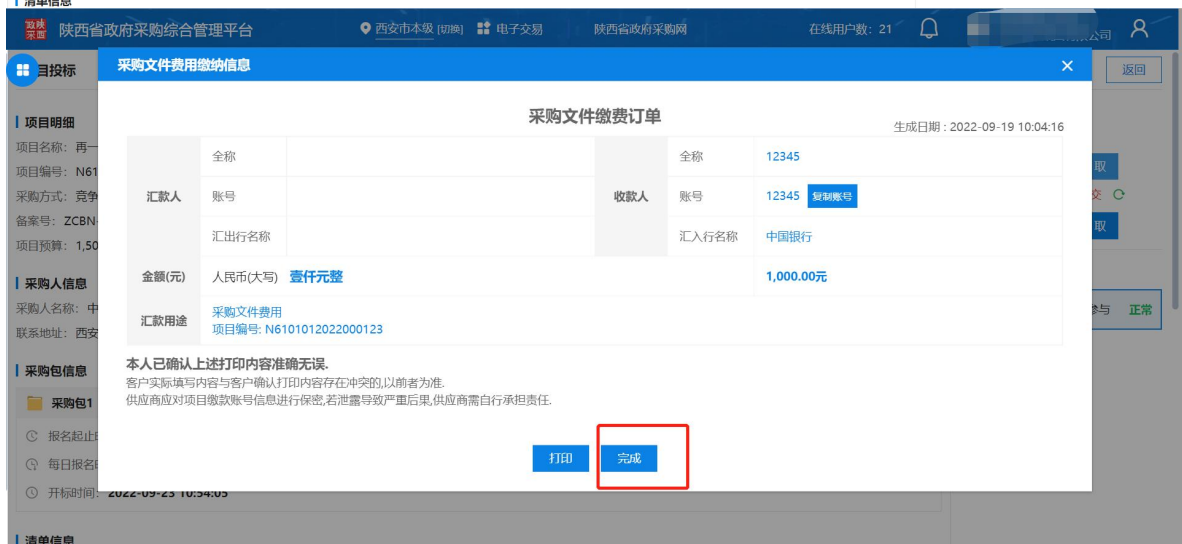 清单信息
政采 陕西
陕西省政府采购综合管理平台 西安市本级 [切换] 电子交易 陕西省政府采购网 在线用户数：21 公司
目投标
采购文件费用缴纳信息
返回
采购文件缴费订单
生成日期：2022-09-19 10:04:16
项目明细
项目名称：再一
项目编号：N61
采购方式：竞争
备案号：ZCBN-
项目预算：1,50
汇款人 全称 收款人 全称 12345
账号 账号 12345 复制账号
汇出行名称 汇入行名称 中国银行
金额(元) 人民币(大写) 壹仟元整 1,000.00元
汇款用途 采购文件费用
项目编号: N6101012022000123
取
交
取
采购人信息
采购人名称：中
联系地址：西安
参与 正常
本人已确认上述打印内容准确无误.
客户实际填写内容与客户确认打印内容存在冲突的,以前者为准.
供应商应对项目缴款账号信息进行保密,若泄露导致严重后果,供应商需自行承担责任.
采购包信息
采购包1
报名起止时
每日报名时
开标时间：2022-09-23 10:54:05
打印 完成
清单信息